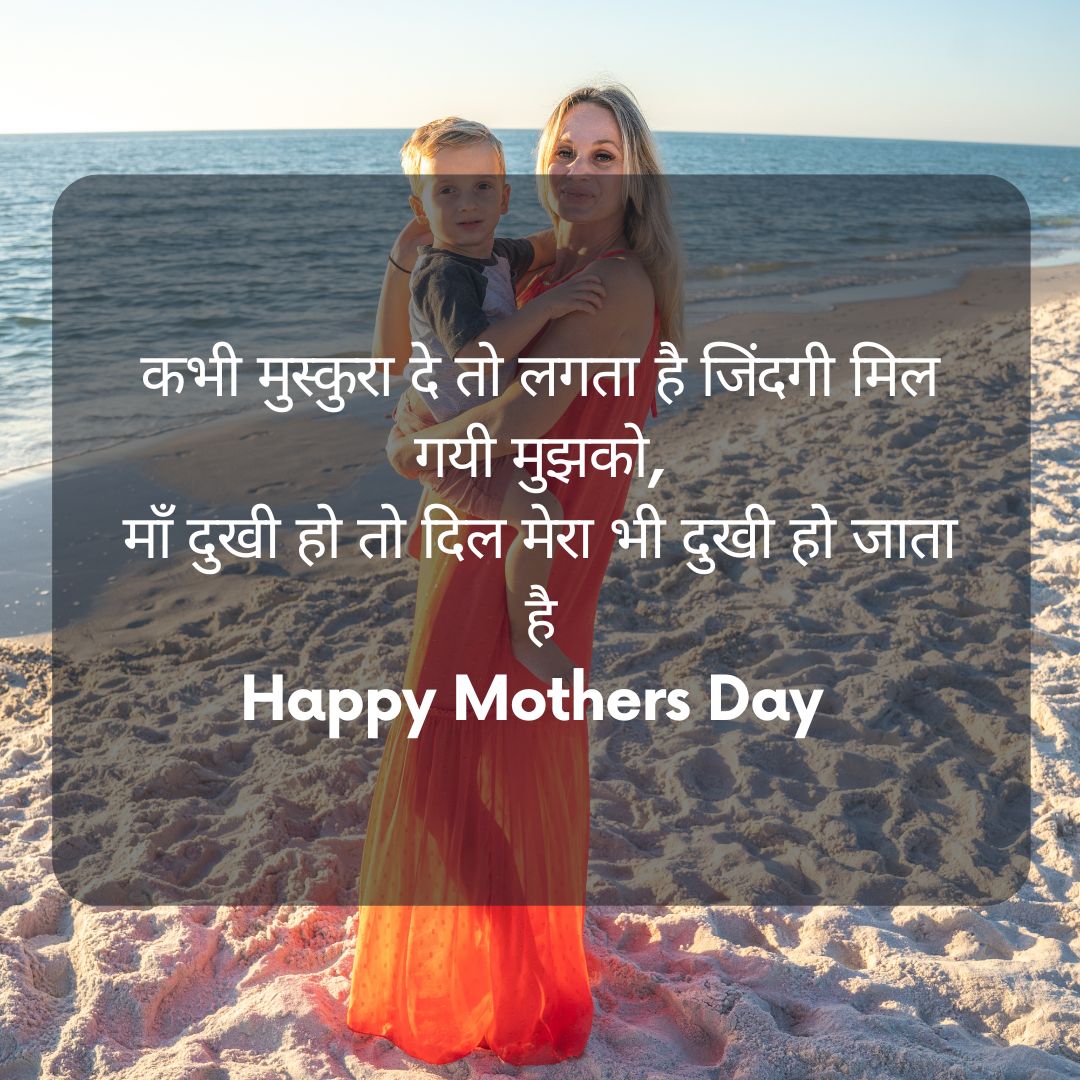 कभी मुस्कुरा दे तो लगता है जिंदगी मिल
गयी मुझको,
माँ दुखी हो तो दिल मेरा भी दुखी हो जाता
है
Happy Mothers Day